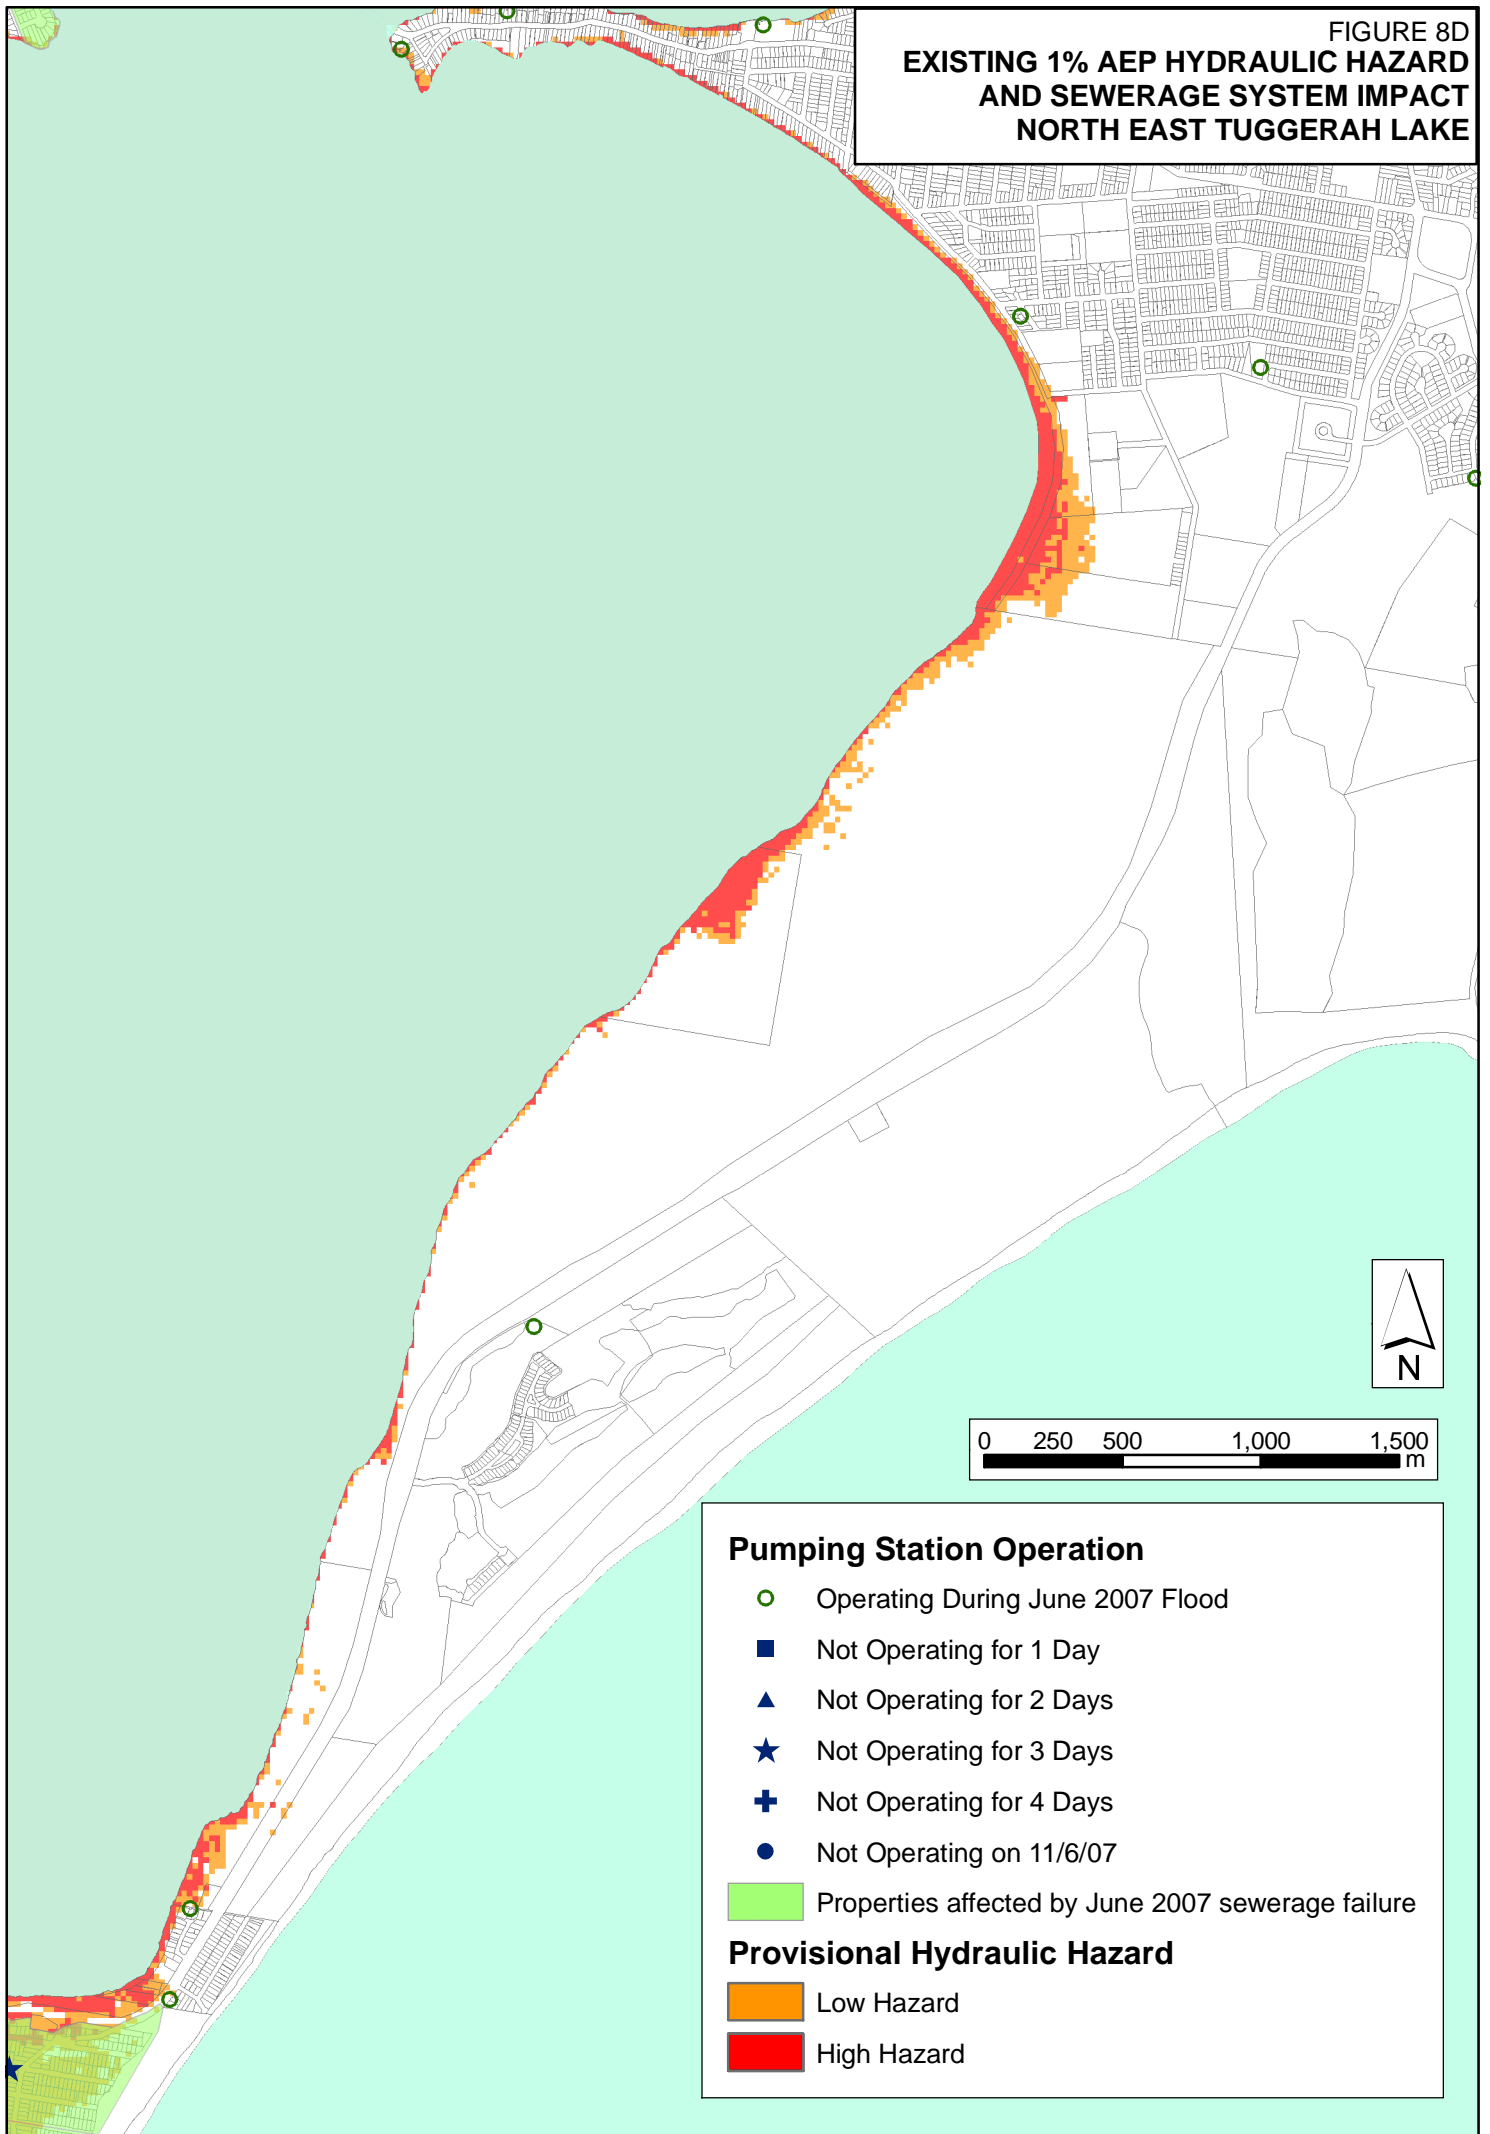 FIGURE 8D
EXISTING 1% AEP HYDRAULIC HAZARD
AND SEWERAGE SYSTEM IMPACT
NORTH EAST TUGGERAH LAKE
N
0 250 500 1,000 1,500
m
Pumping Station Operation
Operating During June 2007 Flood
Not Operating for 1 Day
Not Operating for 2 Days
Not Operating for 3 Days
Not Operating for 4 Days
Not Operating on 11/6/07
Properties affected by June 2007 sewerage failure
Provisional Hydraulic Hazard
Low Hazard
High Hazard